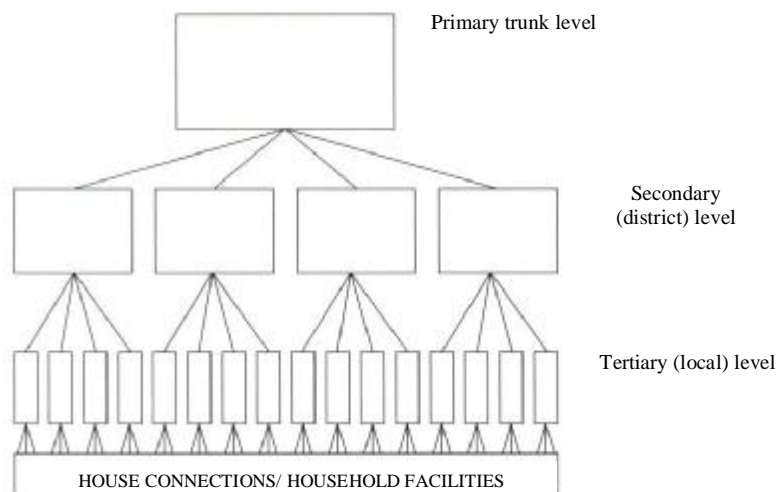 Primary trunk level
Secondary
(district) level
Tertiary (local) level
HOUSE CONNECTIONS/ HOUSEHOLD FACILITIES